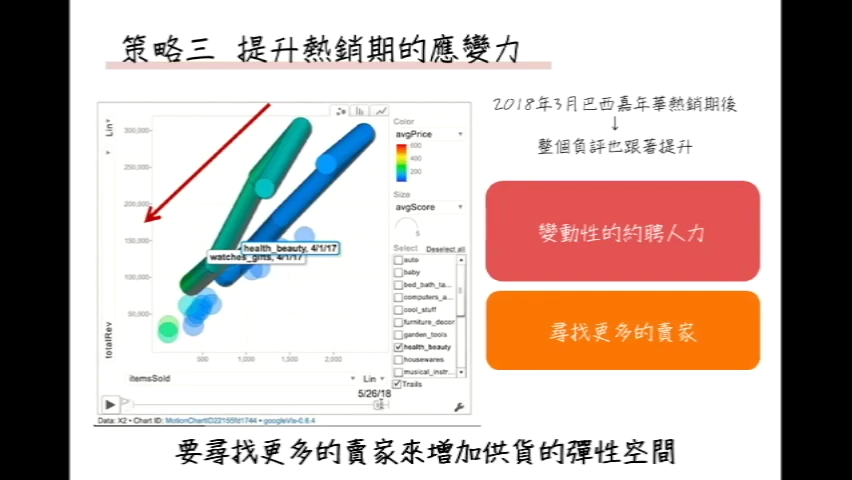 策略三 提升熱銷期的應變力
2018年3月巴西嘉年華熱銷期後
↓
整個負評也跟著提升
變動性的約聘人力
尋找更多的賣家
Lin
300,000
250,000
200,000
150,000
100,000
50,000
totalRev
500
1,000
1,500
2,000
itemsSold
Lin
health_beauty, 4/1/17
watches_gifts, 4/1/17
Color
avgPrice
600
400
200
Size
avgScore
5
Select
Deselect all
auto
baby
bed_bath_ta...
computers_a...
cool_stuff
furniture_decor
garden_tools
health_beauty
housewares
musical_instr...
Trails
5/26/18
Data: X2 • Chart ID: MotionChartID22155fd1744 • googleVis-0.6.4
要尋找更多的賣家來增加供貨的彈性空間